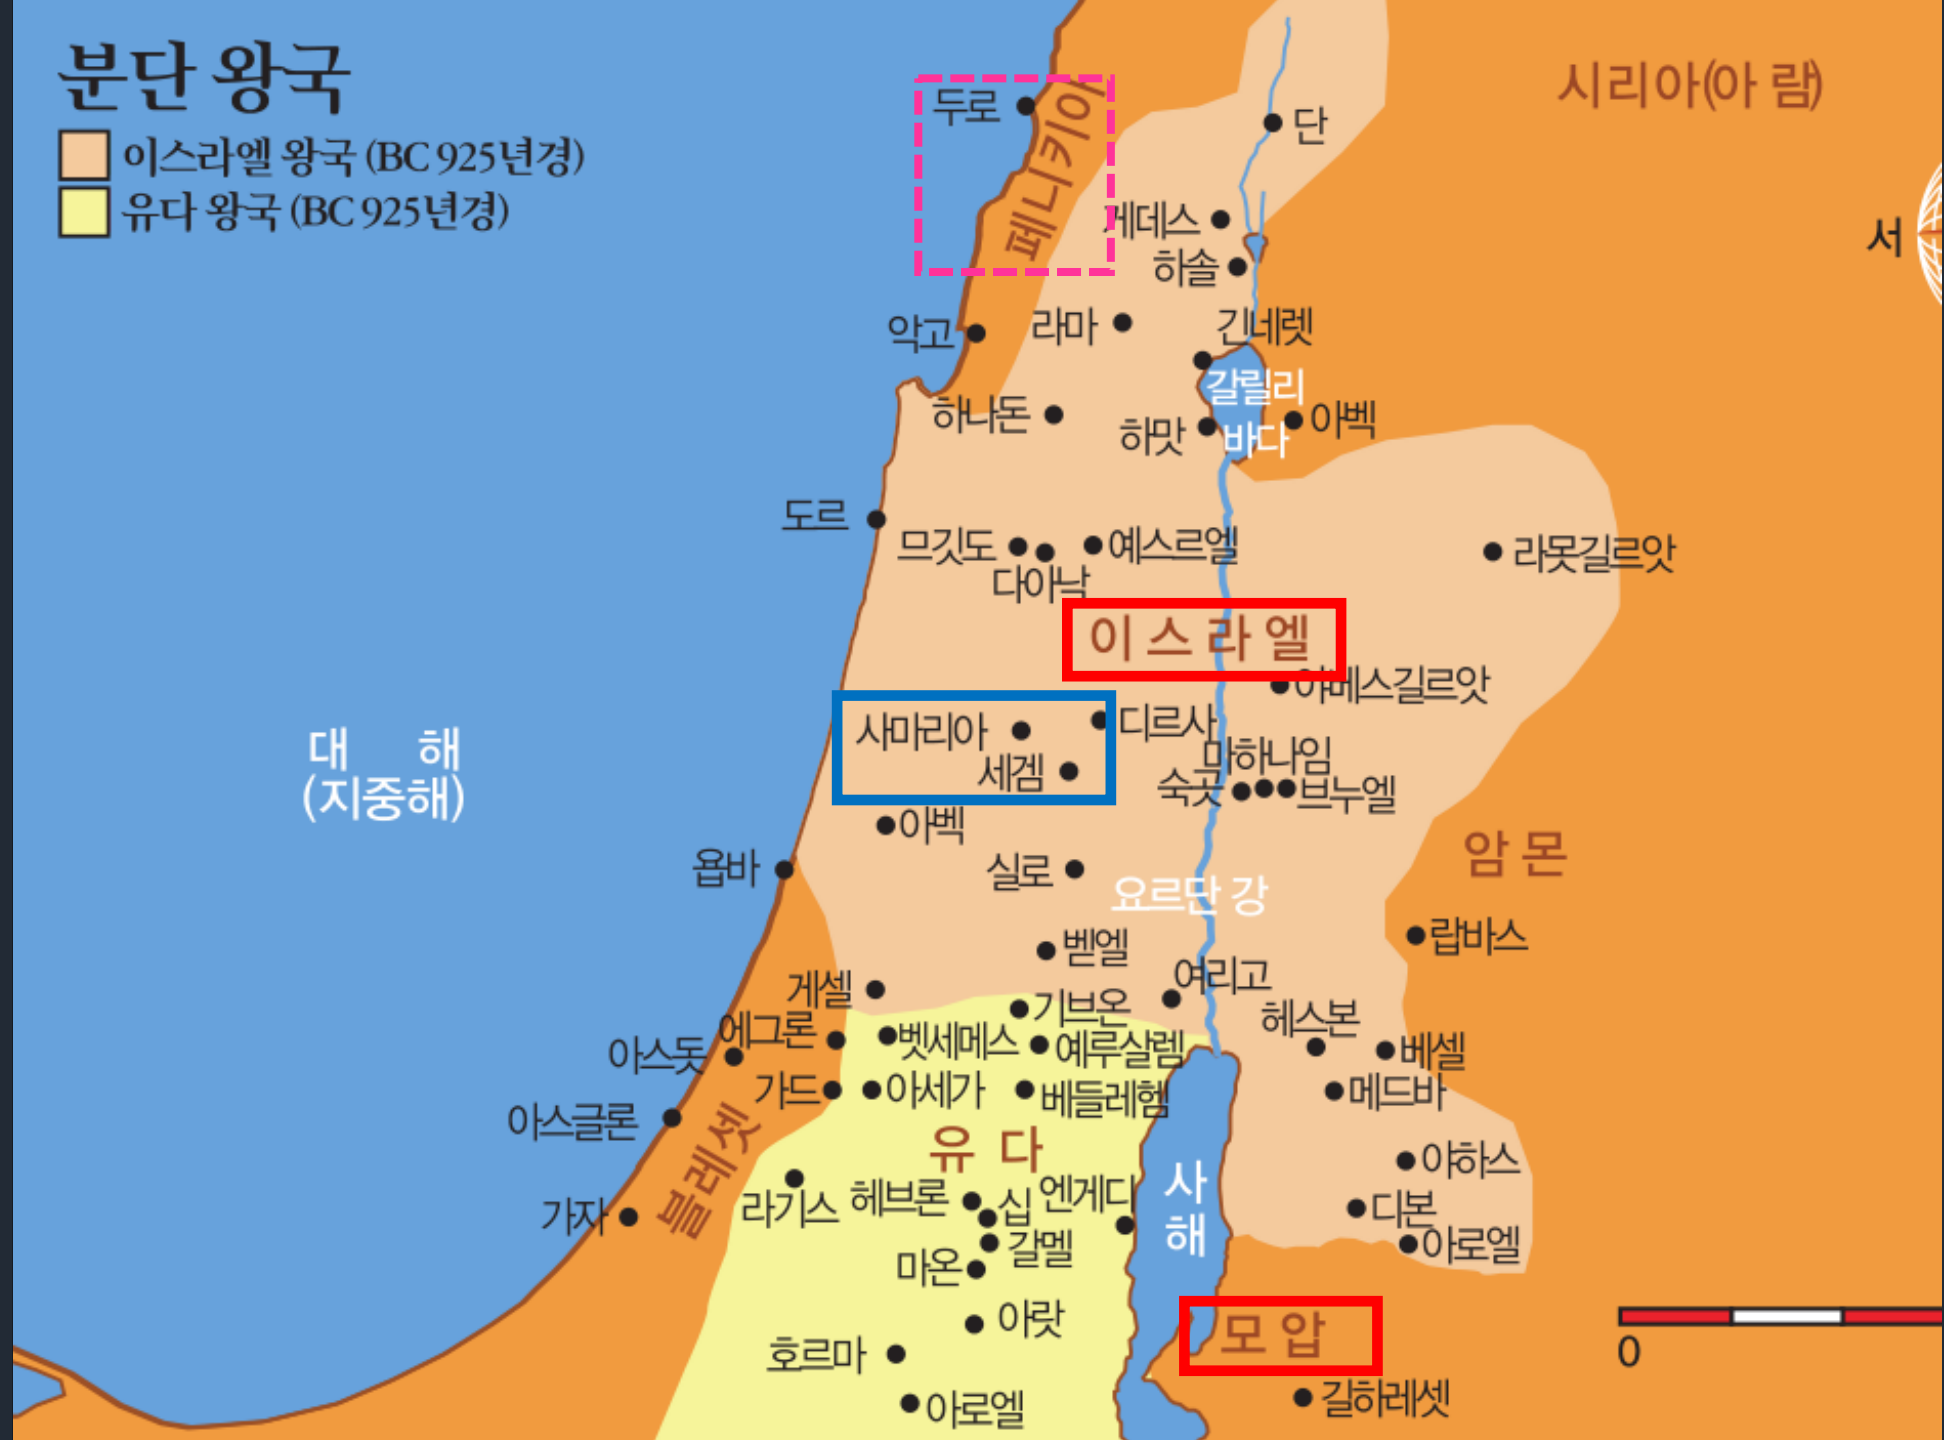 분단 왕국
이스라엘 왕국 (BC 925년경)
유다 왕국 (BC 925년경)
시리아(아 람)
두로
페니키아
단
게데스
하솔
서
악고
라마
긴네렛
갈릴리
바다
하나돈
하맛
아벡
도르
므깃도
다아낙
예스르엘
라못길르앗
이 스 라 엘
야베스길르앗
사마리아
디르사
세겜
마하나임
숙곳
브누엘
대 해
(지중해)
아벡
욥바
실로
요르단 강
암 몬
랍바스
벧엘
게셀
기브온
여리고
헤스본
에그론
벳세메스
예루살렘
베셀
아스돗
가드
아세가
베들레헴
메드바
아스글론
블레셋
유 다
야하스
사
해
가자
라기스
헤브론
십
엔게디
디본
갈멜
아로엘
마온
아랏
모 압
호르마
0
아로엘
길하레셋